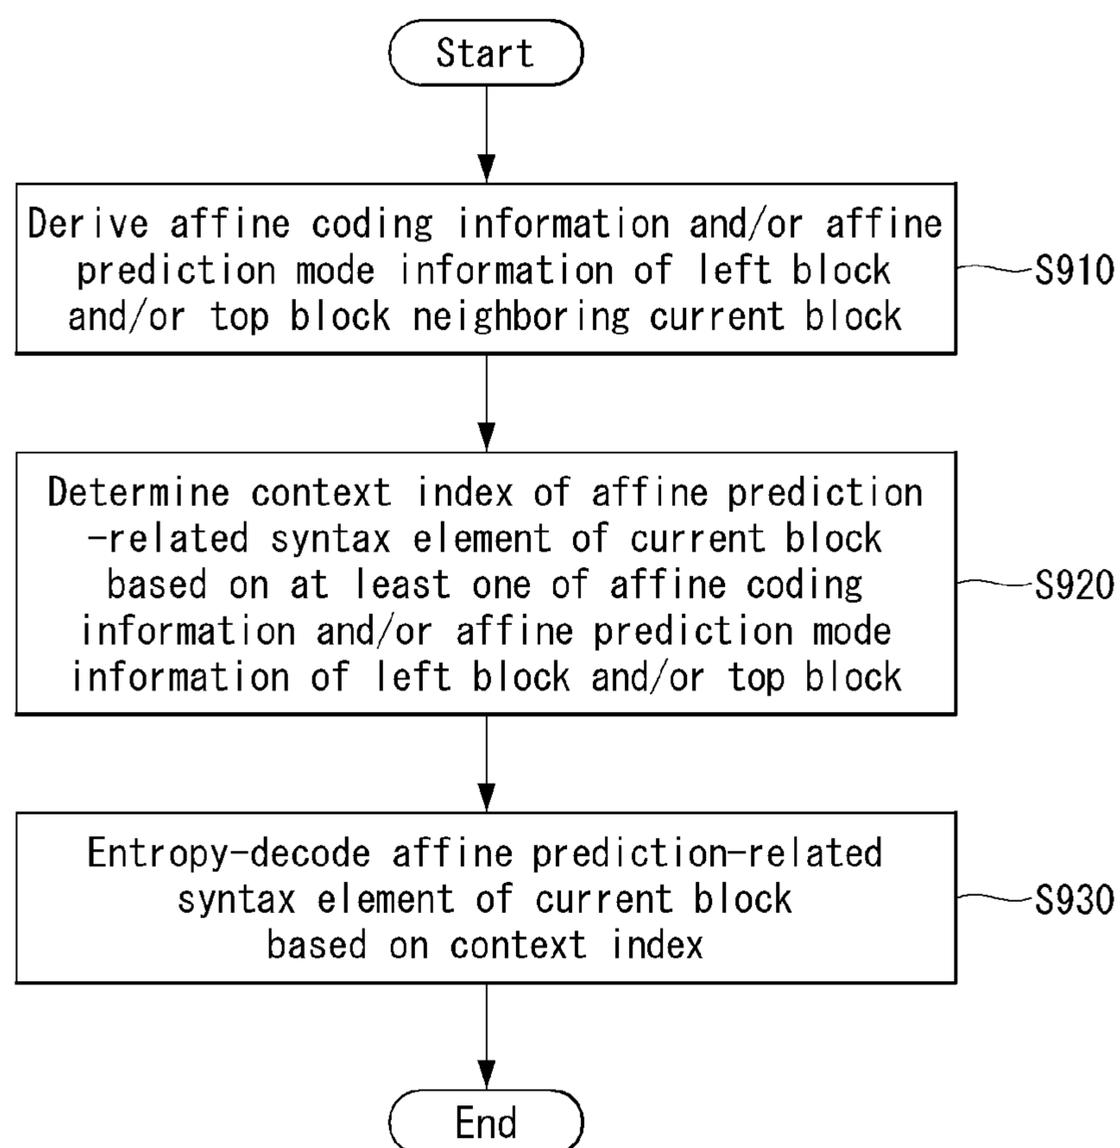 Start
Derive affine coding information and/or affine
prediction mode information of left block
and/or top block neighboring current block
S910
Determine context index of affine prediction
-related syntax element of current block
based on at least one of affine coding
information and/or affine prediction mode
information of left block and/or top block
S920
Entropy-decode affine prediction-related
syntax element of current block
based on context index
S930
End